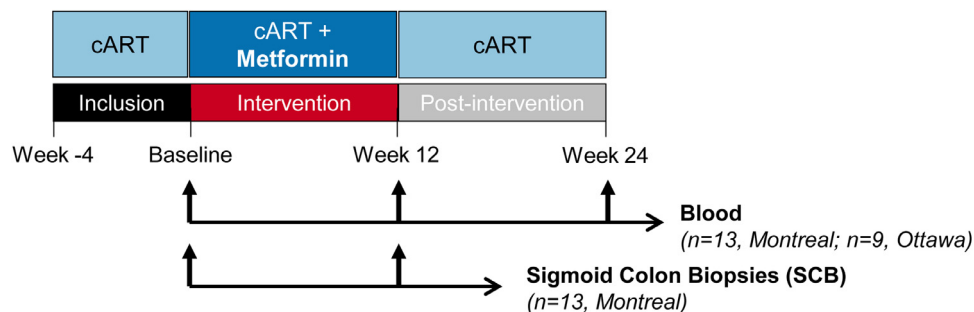 cART
cART +
Metformin
cART
Inclusion
Intervention
Post-intervention
Week -4
Baseline
Week 12
Week 24
Blood
(n=13, Montreal; n=9, Ottawa)
Sigmoid Colon Biopsies (SCB)
(n=13, Montreal)